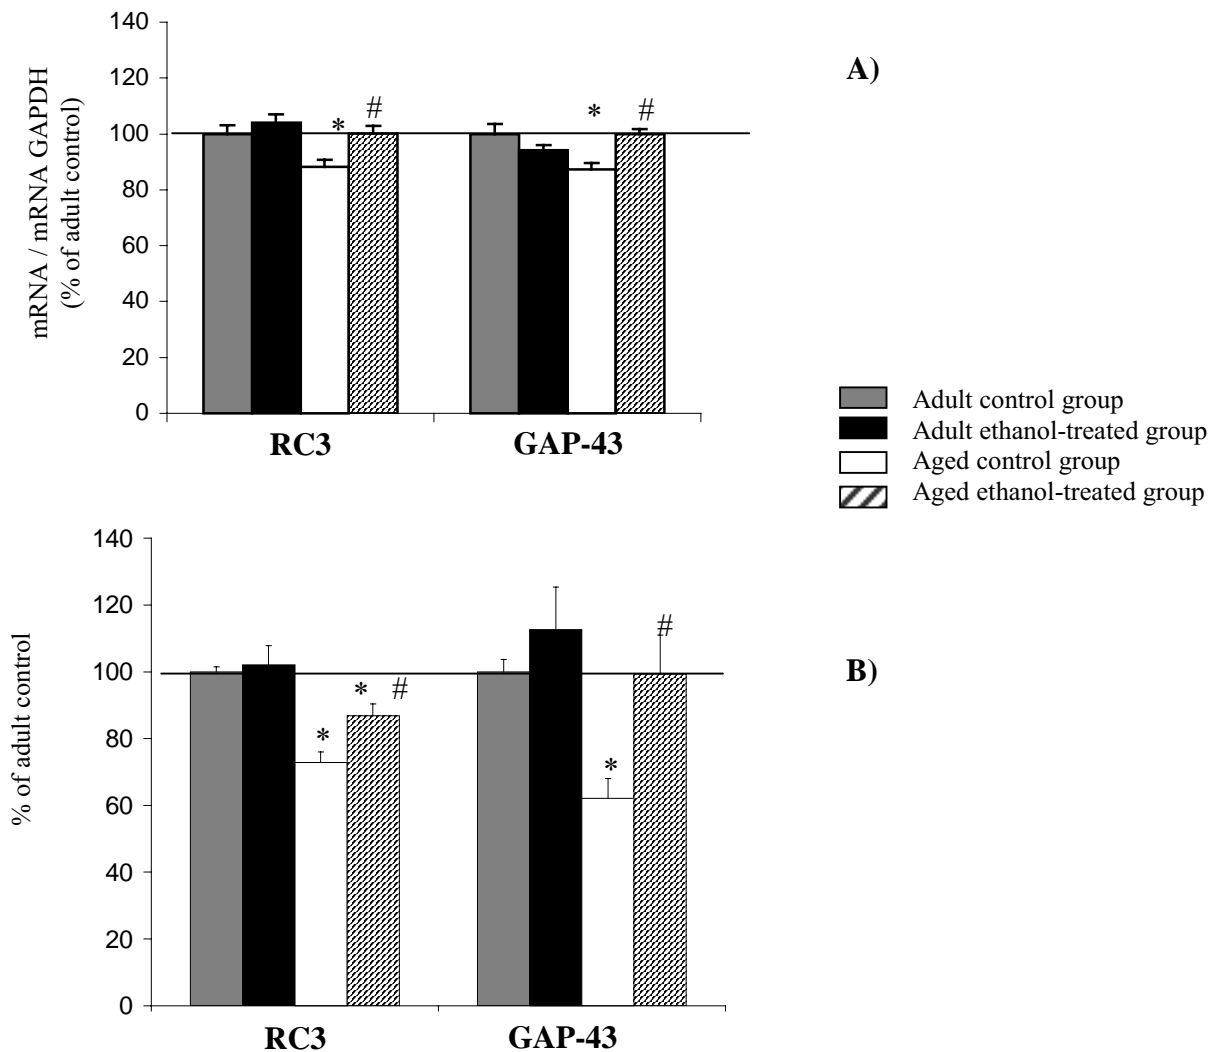 140
120
100
80
60
40
20
0
mRNA / mRNA GAPDH
(% of adult control)
* # * #
RC3 GAP-43
A)
Adult control group
Adult ethanol-treated group
Aged control group
Aged ethanol-treated group
140
120
100
80
60
40
20
0
% of adult control
* * # * #
RC3 GAP-43
B)